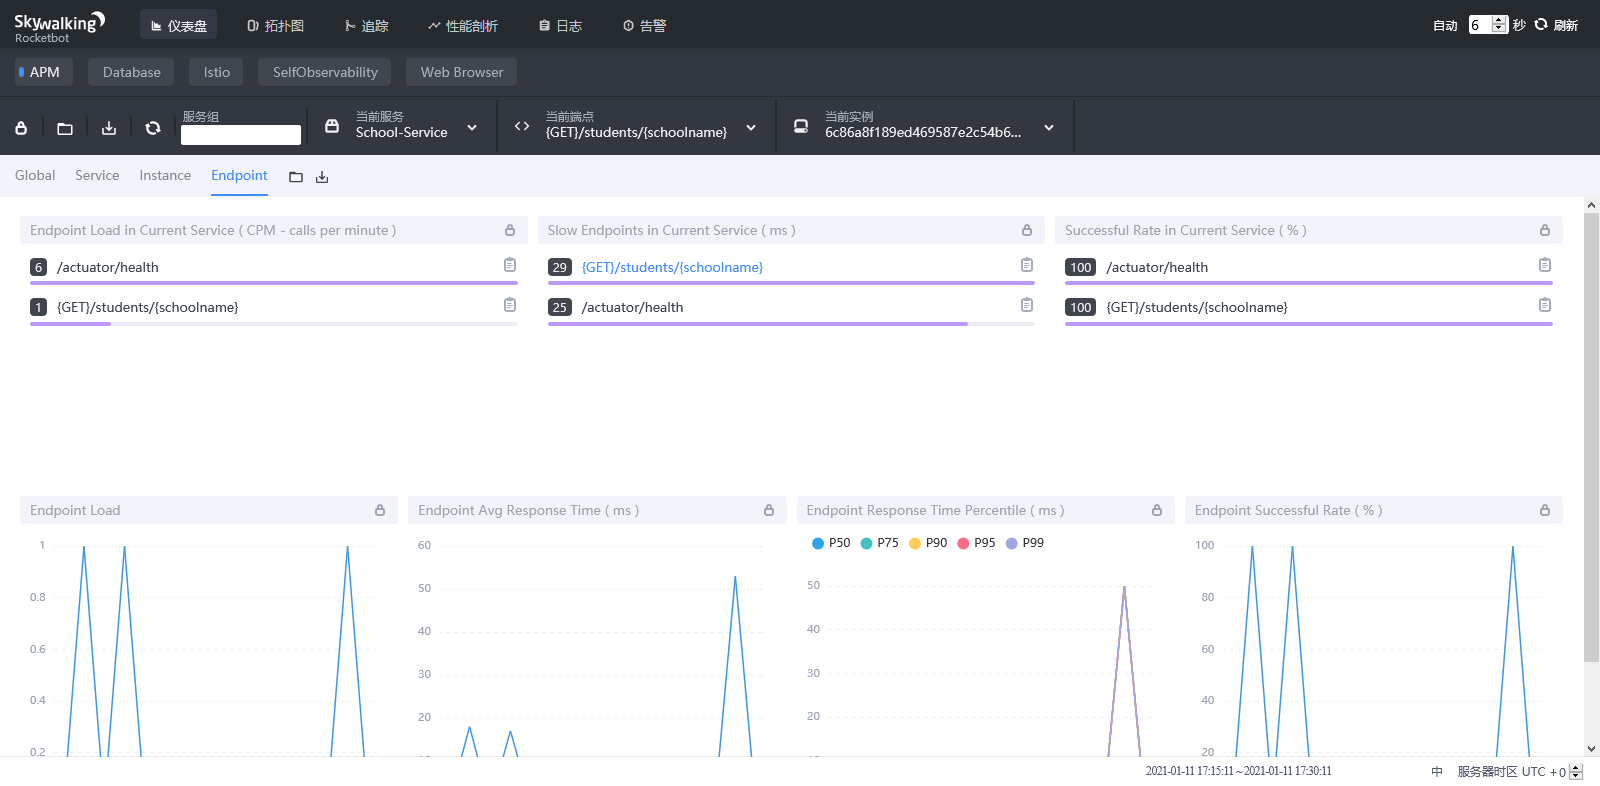 Skywalking
Rocketbot
仪表盘
拓扑图
追踪
性能剖析
日志
告警
自动 6 秒 刷新
APM
Database
Istio
SelfObservability
Web Browser
服务组
当前服务
School-Service
当前端点
{GET}/students/{schoolname}
当前实例
6c86a8f189ed469587e2c54b6...
Global
Service
Instance
Endpoint
Endpoint Load in Current Service ( CPM - calls per minute )
6 /actuator/health
1 {GET}/students/{schoolname}
Slow Endpoints in Current Service ( ms )
29 {GET}/students/{schoolname}
25 /actuator/health
Successful Rate in Current Service ( % )
100 /actuator/health
100 {GET}/students/{schoolname}
Endpoint Load
1
0.8
0.6
0.4
0.2
Endpoint Avg Response Time ( ms )
60
50
40
30
20
Endpoint Response Time Percentile ( ms )
P50 P75 P90 P95 P99
50
40
30
20
Endpoint Successful Rate ( % )
100
80
60
40
20
2021-01-11 17:15:11~2021-01-11 17:30:11
中
服务器时区 UTC +0